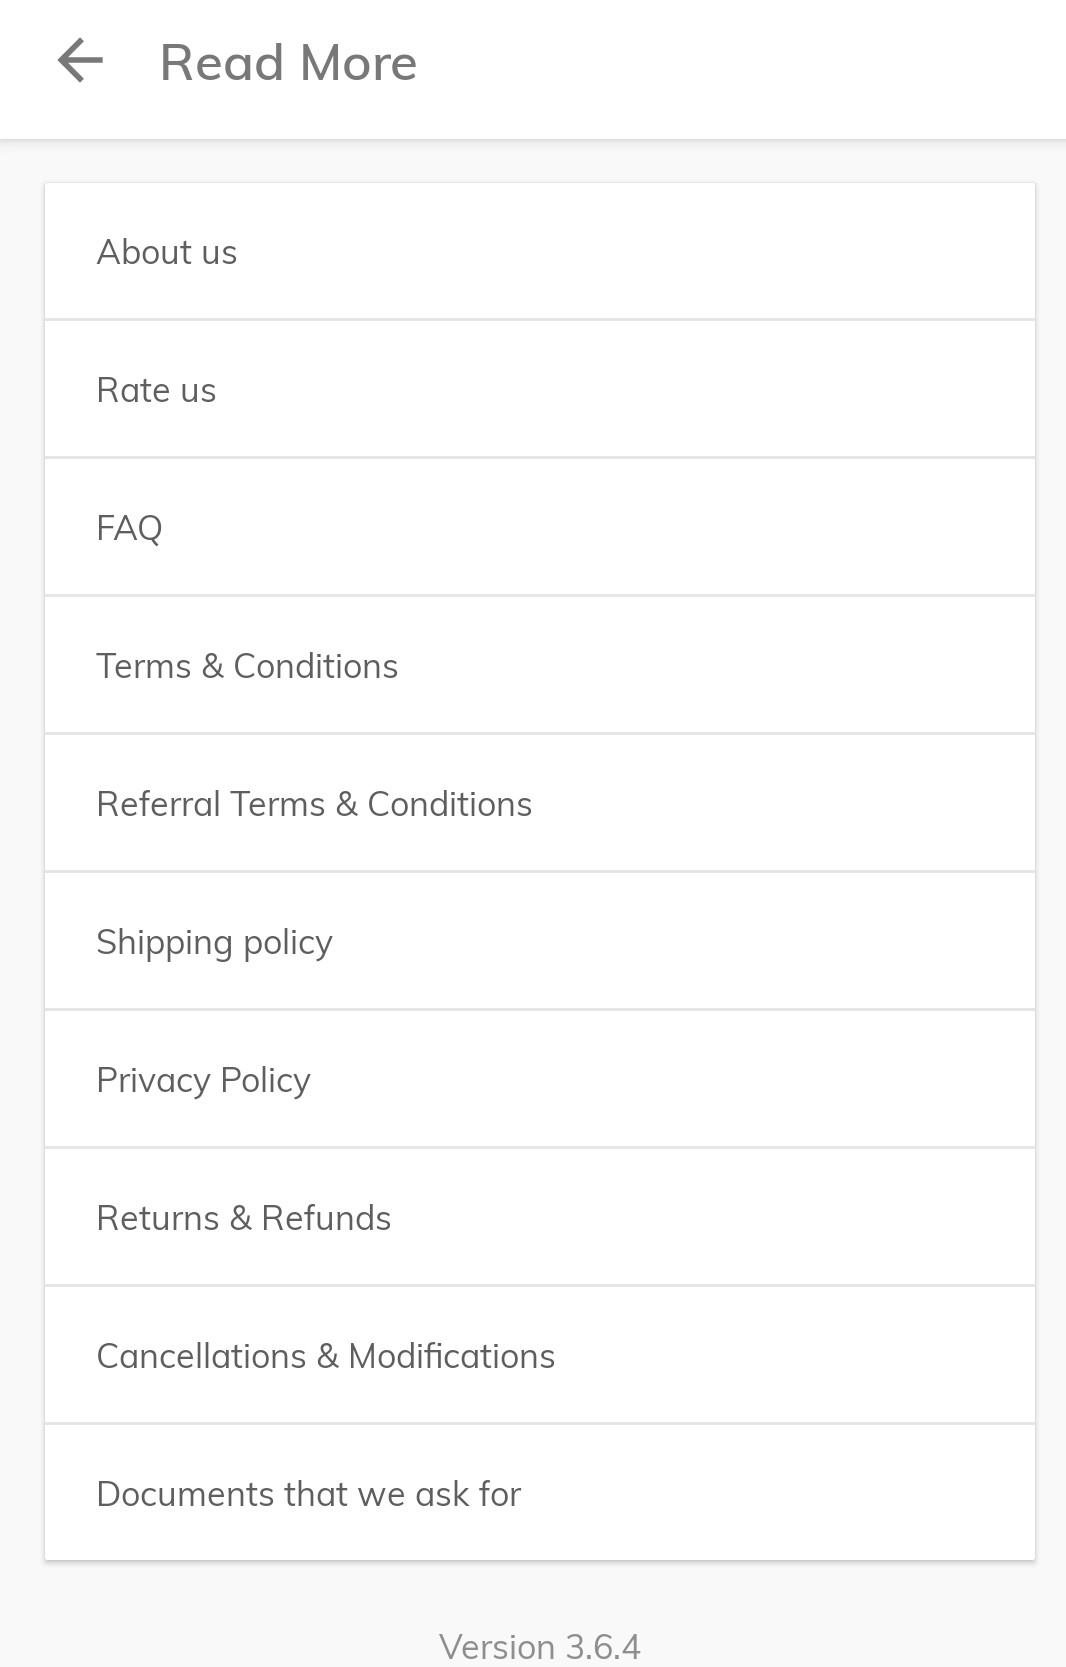 Read More
About us
Rate us
FAQ
Terms & Conditions
Referral Terms & Conditions
Shipping policy
Privacy Policy
Returns & Refunds
Cancellations & Modifications
Documents that we ask for
Version 3.6.4